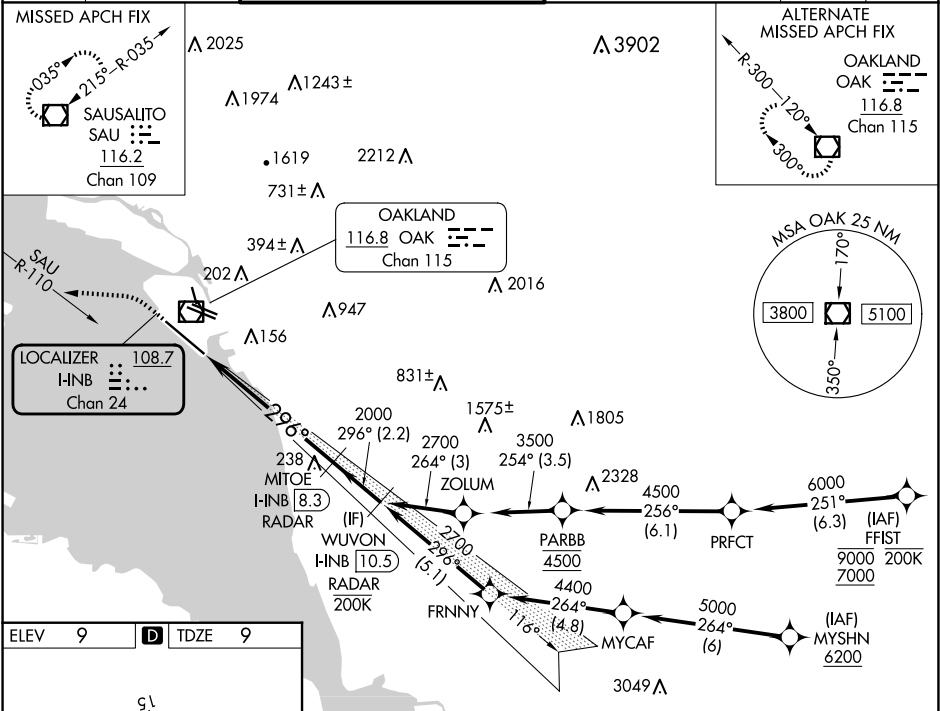 MISSED APCH FIX
035°
215°
R-035
SAUSALITO
SAU
116.2
Chan 109
2025
1243±
1974
3902
1619
2212
731±
394±
202
947
156
2016
OAKLAND
116.8 OAK
Chan 115
ALTERNATE
MISSED APCH FIX
R-300
120°
300°
OAKLAND
OAK
116.8
Chan 115
MSA OAK 25 NM
170°
3800
5100
350°
SAU
R-110
LOCALIZER 108.7
I-INB
Chan 24
831±
1575±
1805
2328
296°
2000
296° (2.2)
2700
264° (3)
3500
254° (3.5)
238
MITOE
I-INB 8.3
RADAR
ZOLUM
4500
256°
(6.1)
6000
251°
(6.3)
PARBB
4500
PRFCT
(IAF)
FFIST
9000 200K
7000
(IF)
WUVON
I-INB 10.5
RADAR
200K
2700
296°
(5.1)
FRNNY
116°
4400
264°
(4.8)
MYCAF
5000
264°
(6)
(IAF)
MYSHN
6200
3049
ELEV 9 D TDZE 9
15